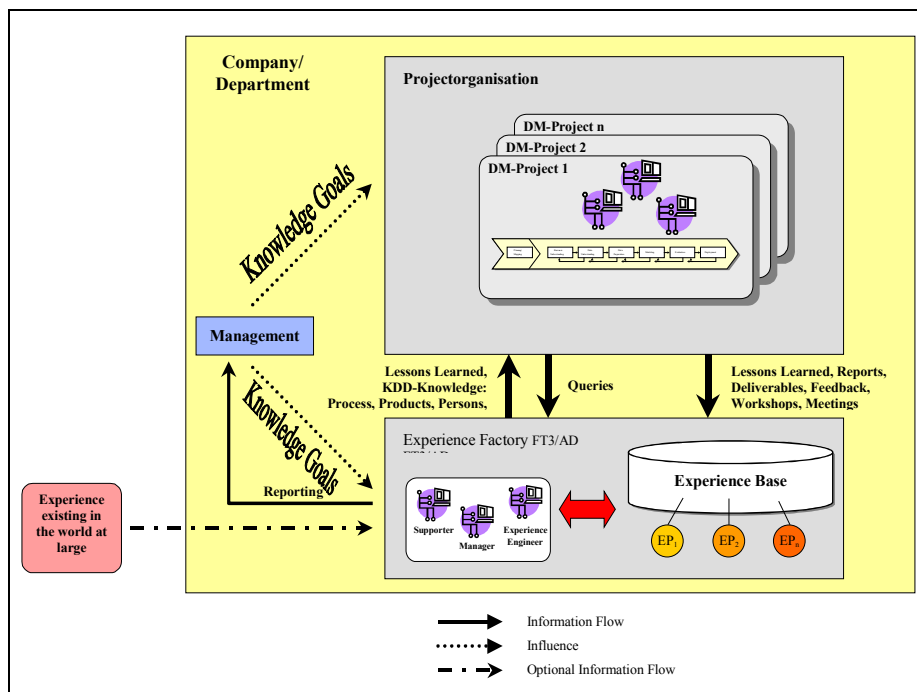 Company/
Department
Projectorganisation
DM-Project n
DM-Project 2
DM-Project 1
Knowledge Goals
Management
Lessons Learned,
KDD-Knowledge:
Process, Products, Persons,
Queries
Lessons Learned, Reports,
Deliverables, Feedback,
Workshops, Meetings
Knowledge Goals
Reporting
Experience Factory FT3/AD
Experience
existing in
the world at
large
Supporter
Manager
Experience
Engineer
Experience Base
EP1
EP2
EPn
Information Flow
Influence
Optional Information Flow